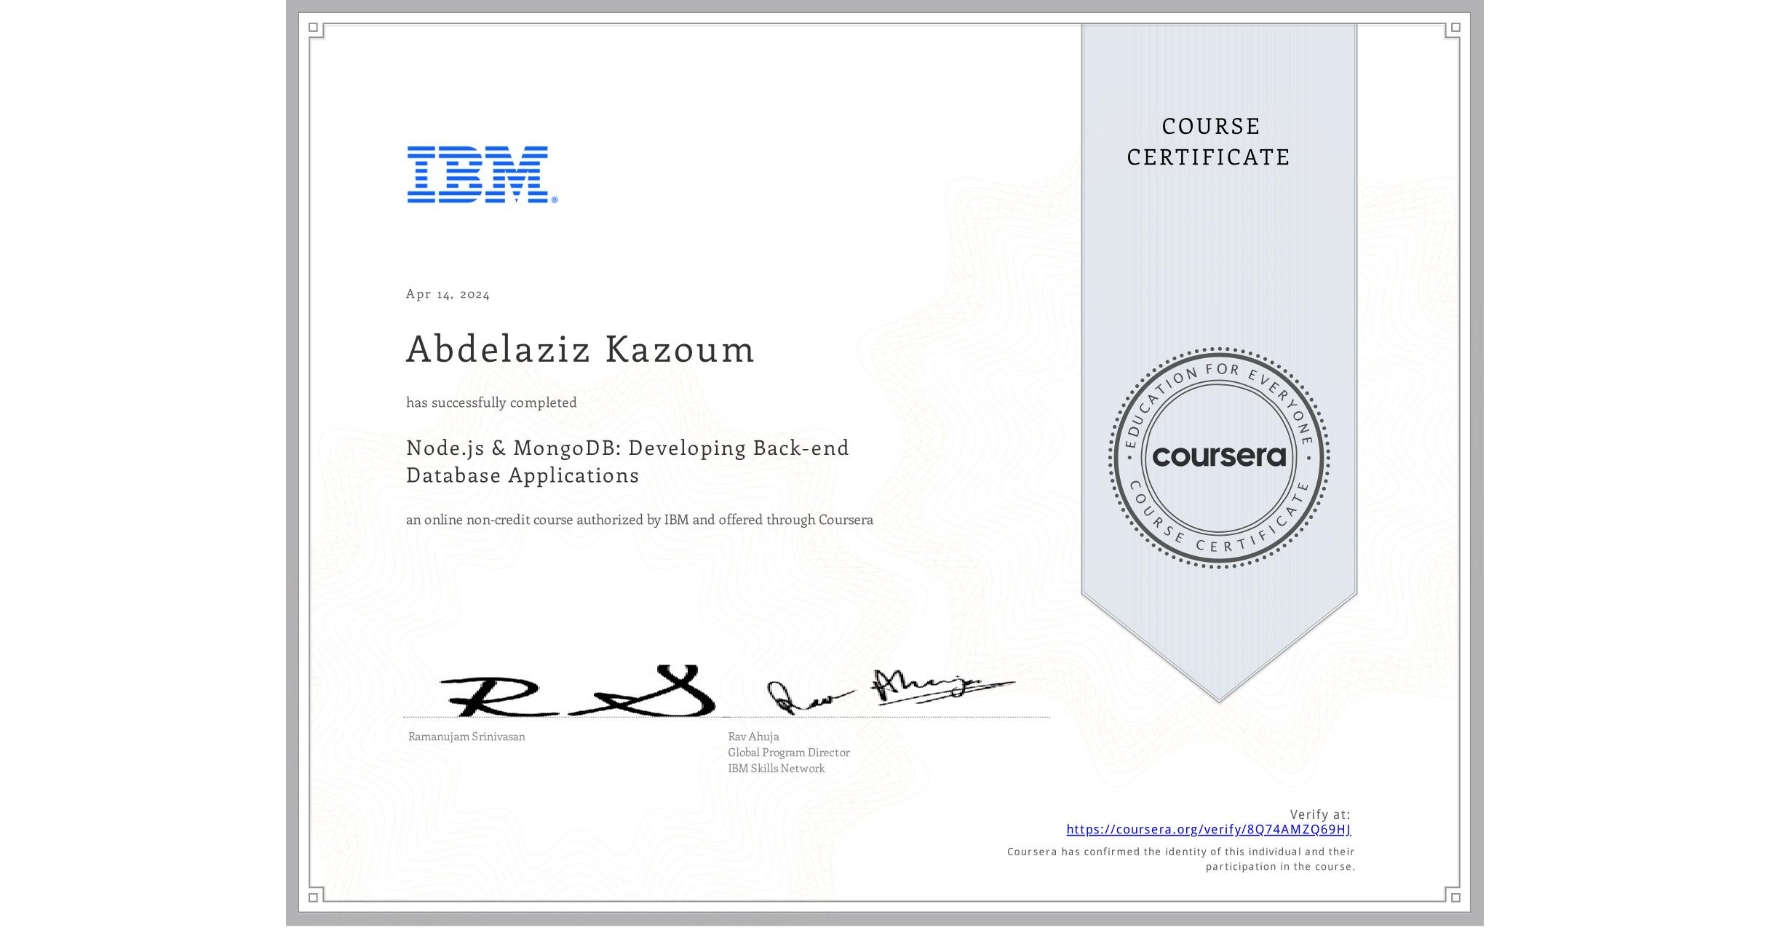 COURSE
CERTIFICATE
IBM®
Apr 14, 2024
Abdelaziz Kazoum
has successfully completed
Node.js & MongoDB: Developing Back-end
Database Applications
an online non-credit course authorized by IBM and offered through Coursera
EDUCATION FOR EVERYONE
coursera
COURSE CERTIFICATE
Rav Ahuja
Ramanujam Srinivasan
Rav Ahuja
Global Program Director
IBM Skills Network
Verify at:
https://coursera.org/verify/8Q74AMZQ69HJ
Coursera has confirmed the identity of this individual and their
participation in the course.